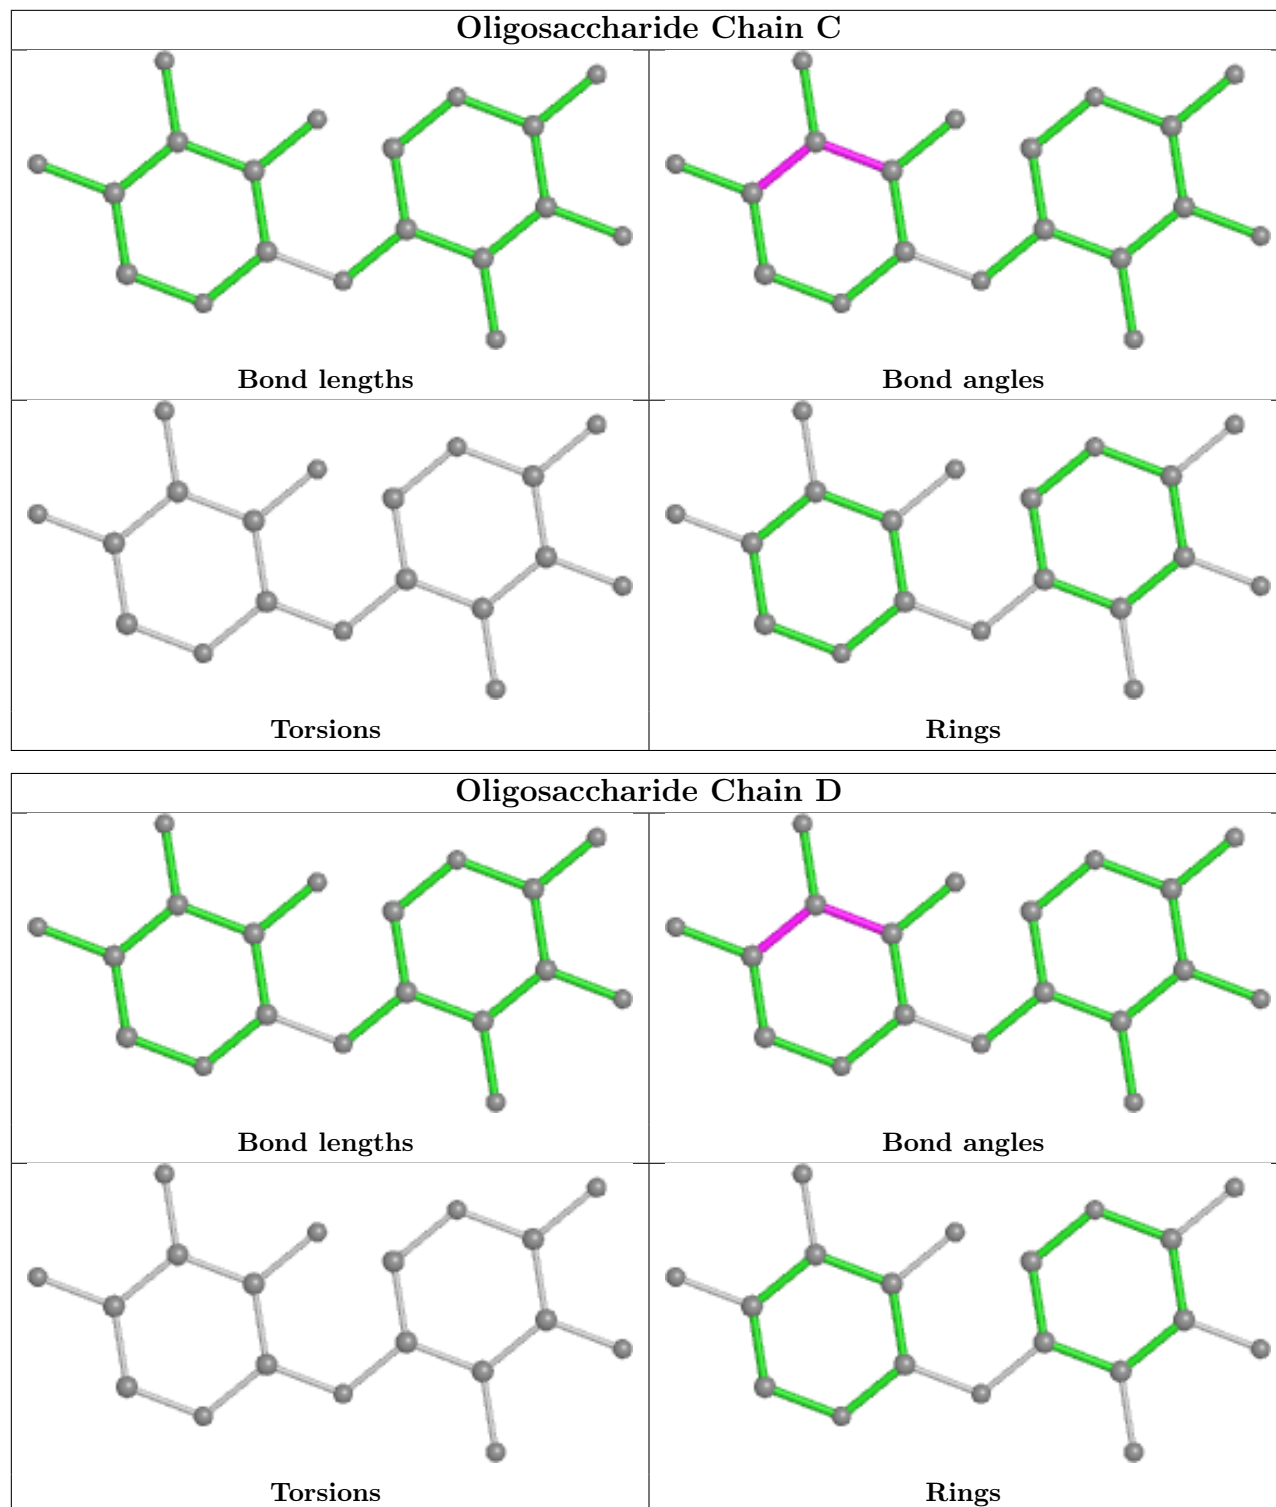 Oligosaccharide Chain C
Bond lengths
Bond angles
Torsions
Rings
Oligosaccharide Chain D
Bond lengths
Bond angles
Torsions
Rings